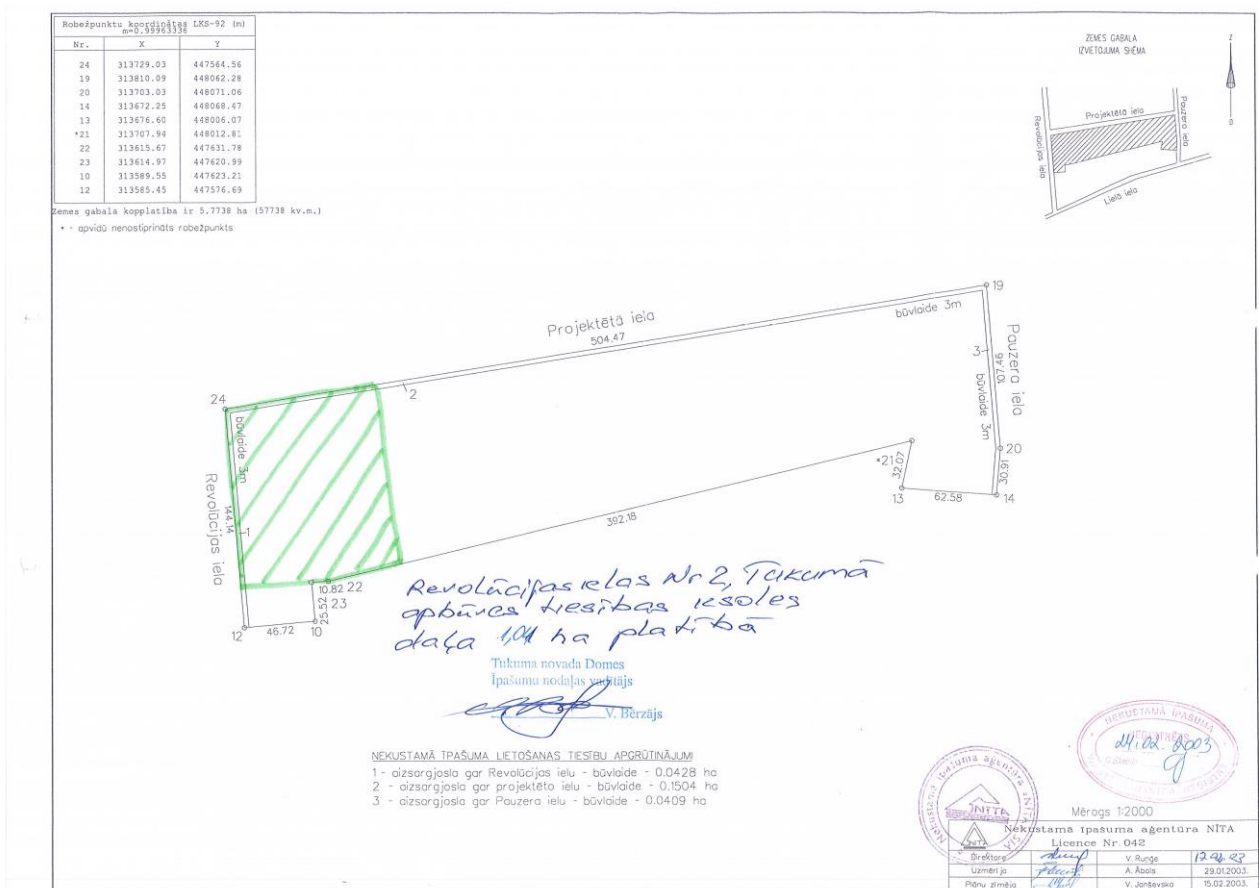 Robežpunktu koordinātas LKS-92 (m)
m=0.99963336
Nr. X Y
24 313729.03 447564.56
19 313810.09 448062.28
20 313703.03 448071.06
14 313672.25 448068.47
13 313676.60 448006.07
*21 313707.94 448012.81
22 313615.67 447631.78
23 313614.97 447620.99
10 313589.55 447623.21
12 313585.45 447576.69
Zemes gabala kopplatība ir 5.7738 ha (57738 kv.m.)
* - apvidū nenostiprināts robežpunkts
ZEMES GABALA
IZVIETOJUMA SHĒMA
Z
D
Projektētā iela
Revolūcijas iela
Pauzera iela
Lielā iela
Projektētā iela
504.47
būvlaide 3m
19
3
107.46
Pauzera iela
būvlaide 3m
24
2
būvlaide 3m
Revolūcijas iela
144.14
1
20
*21
32.07
30.91
13
62.58
14
392.18
10.82 22
23
25.52
12
46.72
10
Revolūcijas ielas Nr 2, Tukumā
apbūves tiesības izsoles
daļa 1,04 ha platībā
Tukuma novada Domes
Īpašumu nodaļas vadītājs
V. Bērzājs
NEKUSTAMĀ ĪPAŠUMA LIETOŠANAS TIESĪBU APGRŪTINĀJUMI
1 - aizsargjosla gar Revolūcijas ielu - būvlaide - 0.0428 ha
2 - aizsargjosla gar projektēto ielu - būvlaide - 0.1504 ha
3 - aizsargjosla gar Pauzera ielu - būvlaide - 0.0409 ha
NEKUSTAMĀ ĪPAŠUMA
24.02.2003
Nekustamā īpašuma aģentūra «NĪTA» SIA
NĪTA
Mērogs 1:2000
Nekustamā īpašuma aģentūra NĪTA
Licence Nr. 042
NĪTA
Direktore V. Runge
Uzmērīja A. Ābols 29.01.2003.
Plānu zīmēja V. Janševska 15.02.2003.